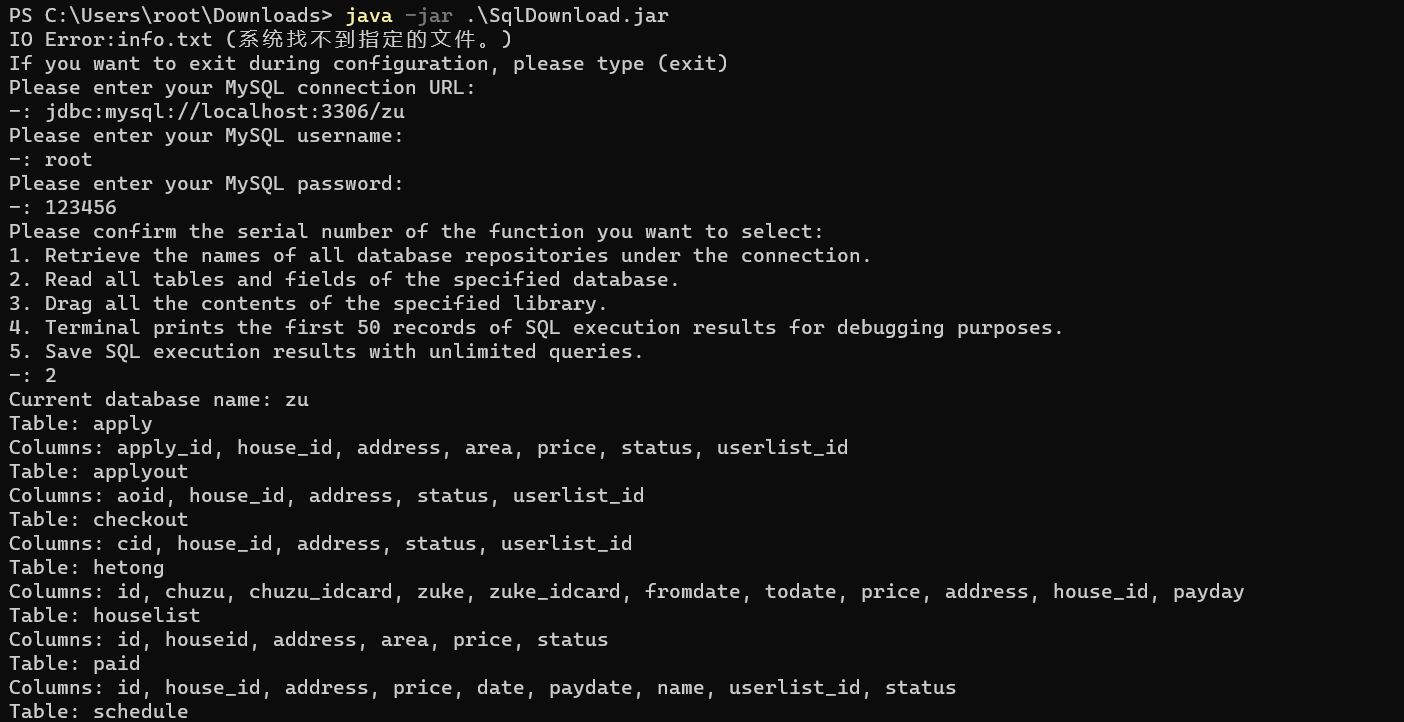 PS C:\Users\root\Downloads> java -jar .\SqlDownload.jar
IO Error:info.txt (系统找不到指定的文件。)
If you want to exit during configuration, please type (exit)
Please enter your MySQL connection URL:
-: jdbc:mysql://localhost:3306/zu
Please enter your MySQL username:
-: root
Please enter your MySQL password:
-: 123456
Please confirm the serial number of the function you want to select:
1. Retrieve the names of all database repositories under the connection.
2. Read all tables and fields of the specified database.
3. Drag all the contents of the specified library.
4. Terminal prints the first 50 records of SQL execution results for debugging purposes.
5. Save SQL execution results with unlimited queries.
-: 2
Current database name: zu
Table: apply
Columns: apply_id, house_id, address, area, price, status, userlist_id
Table: applyout
Columns: aoid, house_id, address, status, userlist_id
Table: checkout
Columns: cid, house_id, address, status, userlist_id
Table: hetong
Columns: id, chuzu, chuzu_idcard, zuke, zuke_idcard, fromdate, todate, price, address, house_id, payday
Table: houselist
Columns: id, houseid, address, area, price, status
Table: paid
Columns: id, house_id, address, price, date, paydate, name, userlist_id, status
Table: schedule